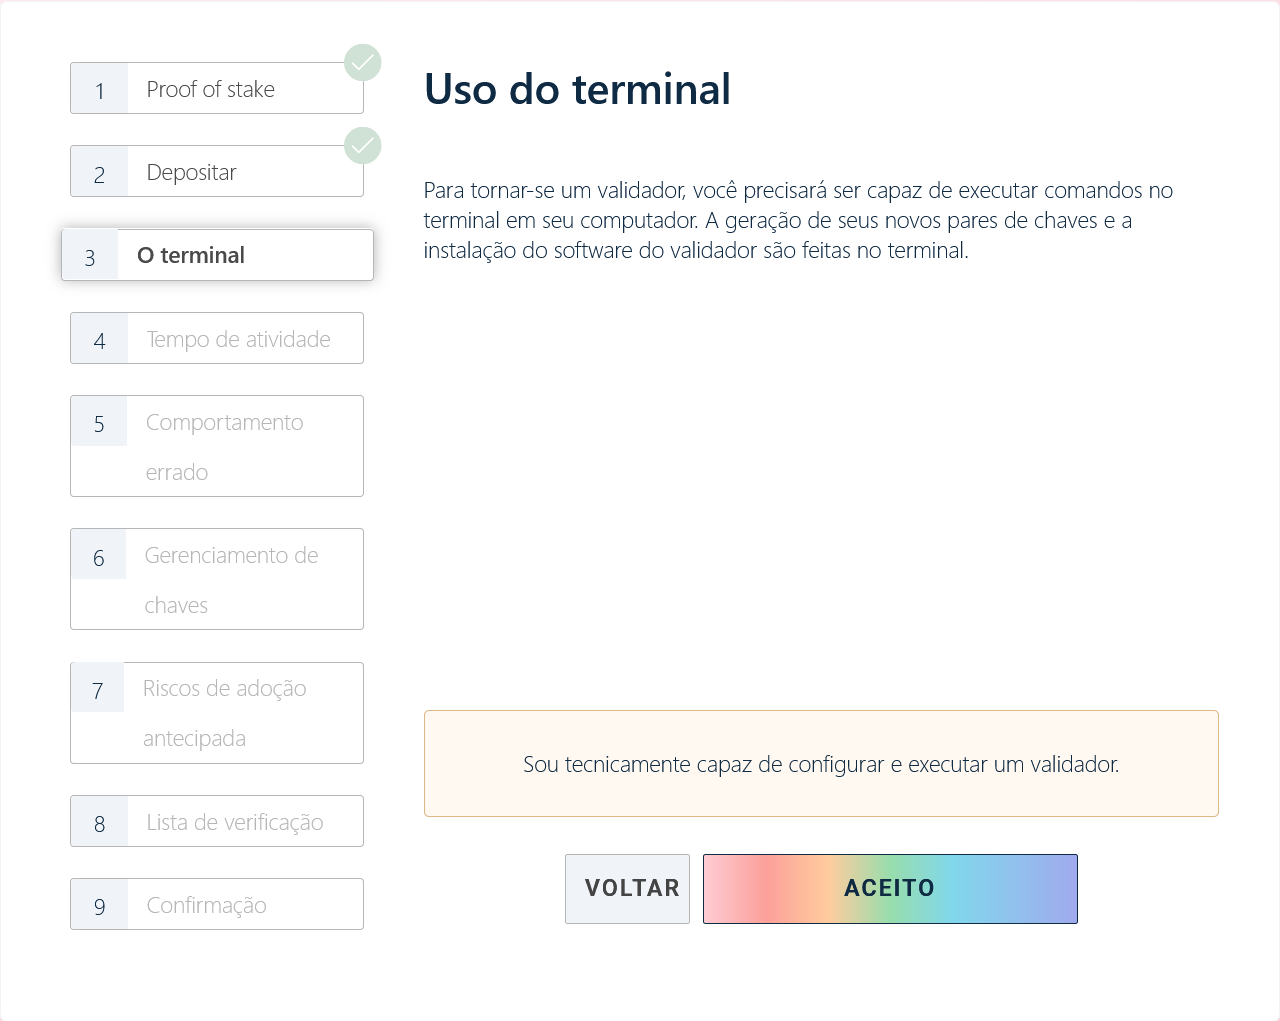 1 Proof of stake
2 Depositar
3 O terminal
4 Tempo de atividade
5 Comportamento
errado
6 Gerenciamento de
chaves
7 Riscos de adoção
antecipada
8 Lista de verificação
9 Confirmação
Uso do terminal
Para tornar-se um validador, você precisará ser capaz de executar comandos no
terminal em seu computador. A geração de seus novos pares de chaves e a
instalação do software do validador são feitas no terminal.
Sou tecnicamente capaz de configurar e executar um validador.
VOLTAR
ACEITO